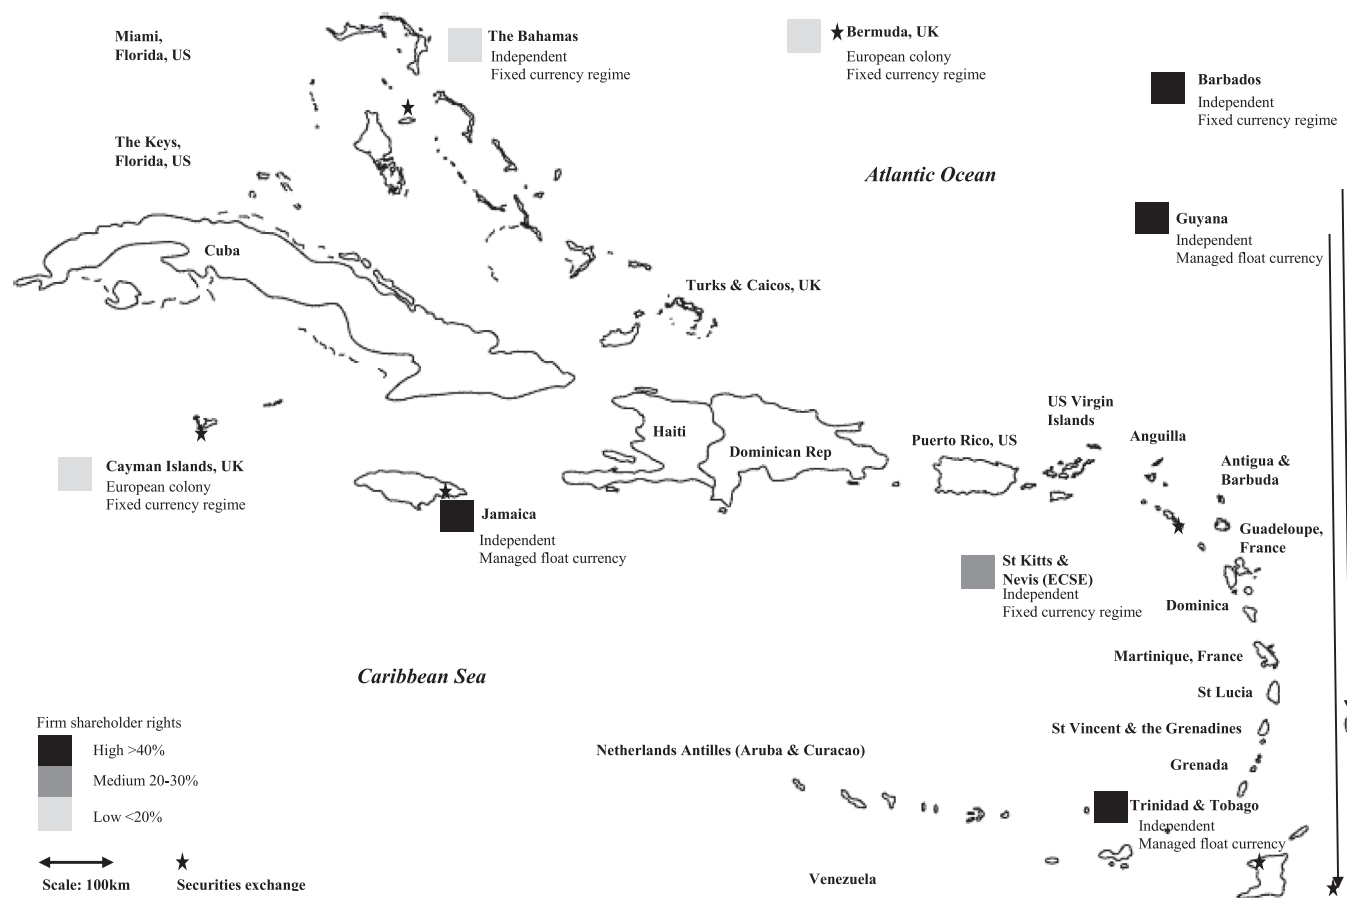 Miami,
Florida, US
The Bahamas
Independent
Fixed currency regime
Bermuda, UK
European colony
Fixed currency regime
Barbados
Independent
Fixed currency regime
The Keys,
Florida, US
Atlantic Ocean
Guyana
Independent
Managed float currency
Cuba
Turks & Caicos, UK
US Virgin
Islands
Haiti
Dominican Rep
Puerto Rico, US
Anguilla
Antigua &
Barbuda
Cayman Islands, UK
European colony
Fixed currency regime
Jamaica
Independent
Managed float currency
Guadeloupe,
France
St Kitts &
Nevis (ECSE)
Independent
Fixed currency regime
Dominica
Martinique, France
Caribbean Sea
St Lucia
St Vincent & the Grenadines
Grenada
Firm shareholder rights
High >40%
Medium 20-30%
Low <20%
Netherlands Antilles (Aruba & Curacao)
Trinidad & Tobago
Independent
Managed float currency
Scale: 100km
Securities exchange
Venezuela